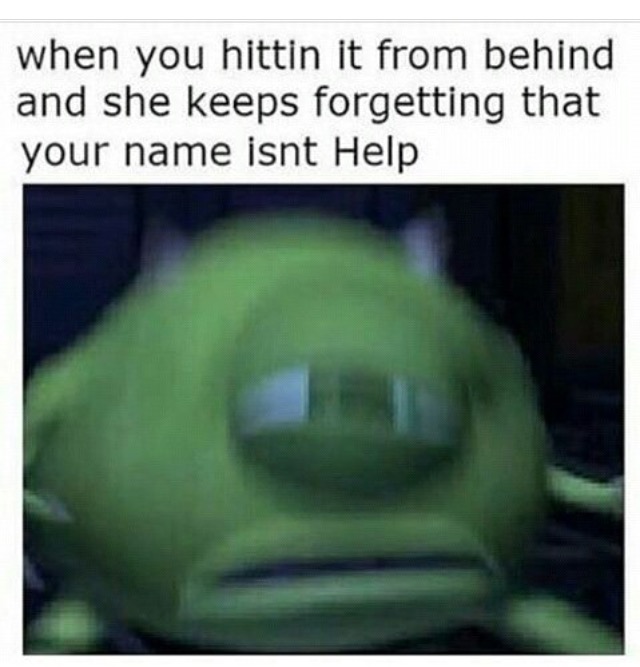 when you hittin it from behind
and she keeps forgetting that
your name isnt Help